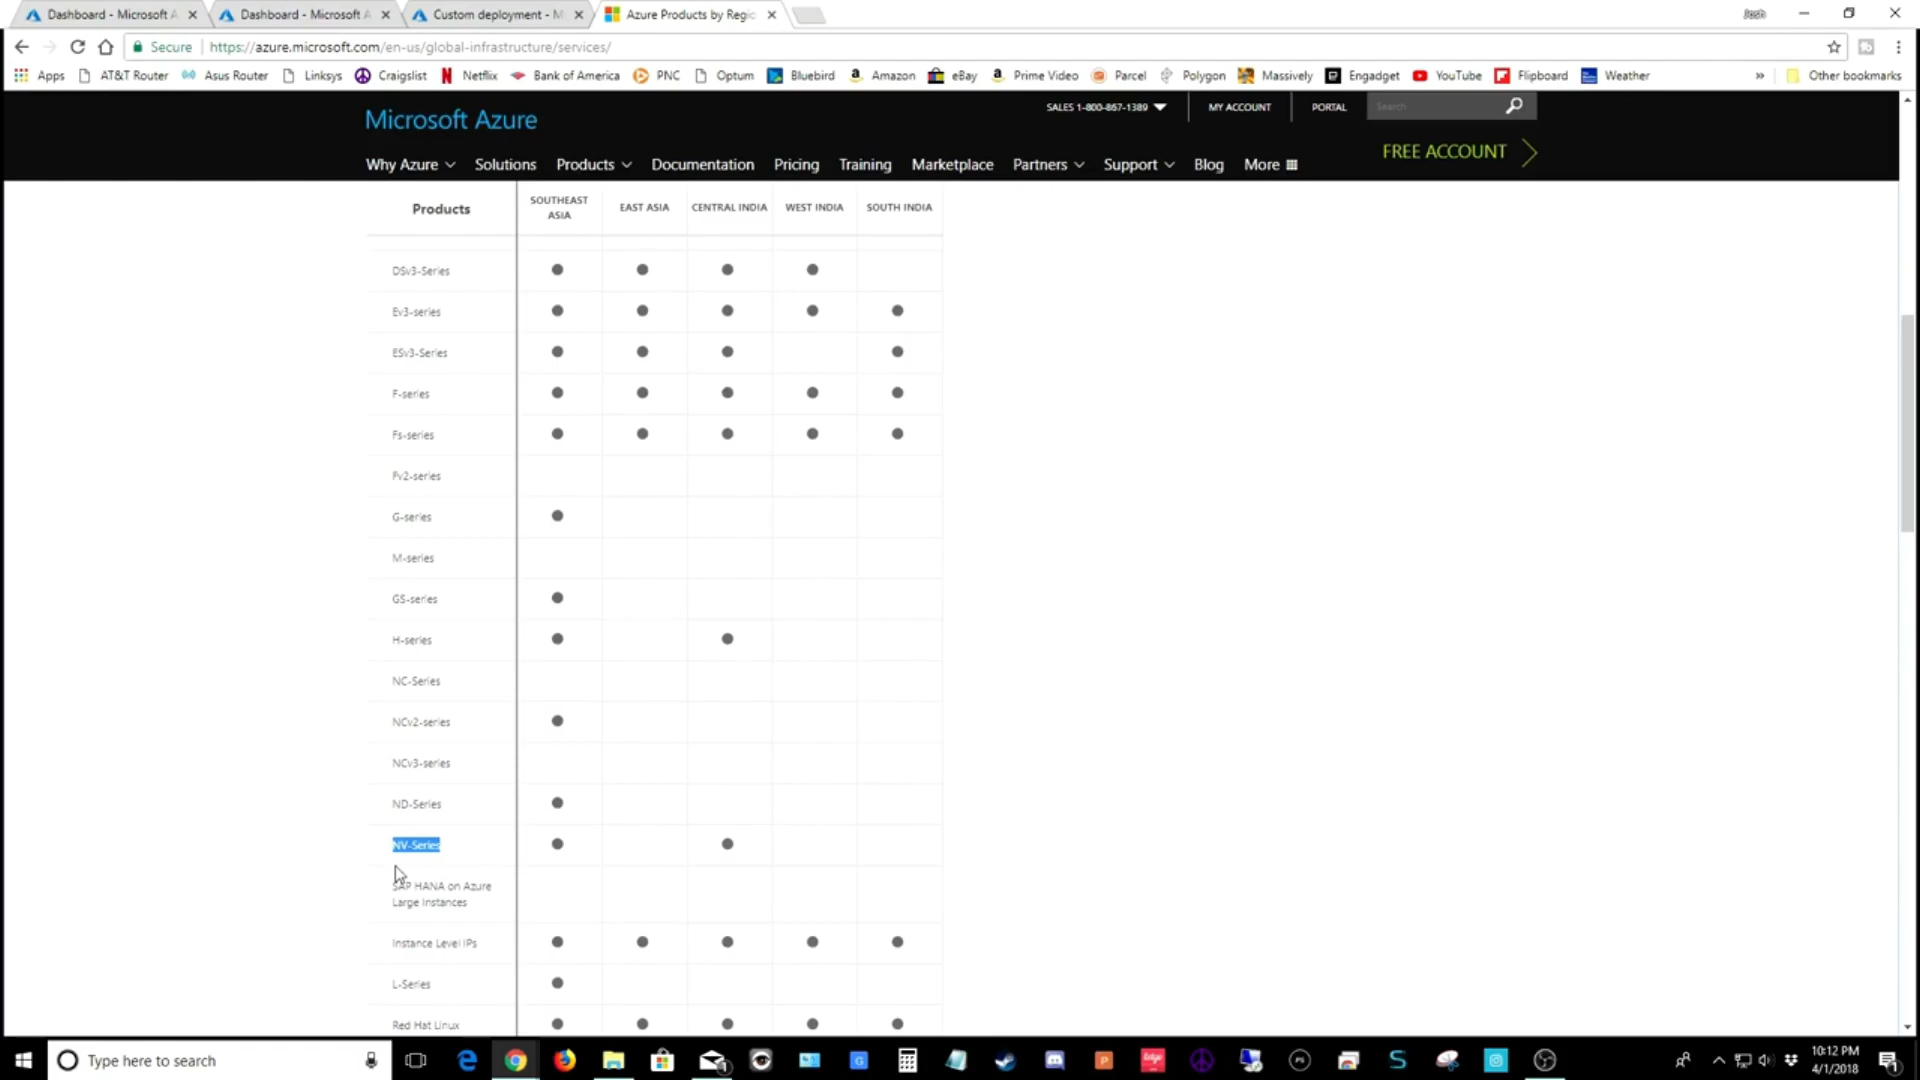 Dashboard - Microsoft A
Dashboard - Microsoft A
Custom deployment - M
Azure Products by Regio
Josh
Secure
https://azure.microsoft.com/en-us/global-infrastructure/services/
Apps
AT&T Router
Asus Router
Linksys
Craigslist
Netflix
Bank of America
PNC
Optum
Bluebird
Amazon
eBay
Prime Video
Parcel
Polygon
Massively
Engadget
YouTube
Flipboard
Weather
»
Other bookmarks
Microsoft Azure
SALES 1-800-867-1389
MY ACCOUNT
PORTAL
Search
FREE ACCOUNT
Why Azure
Solutions
Products
Documentation
Pricing
Training
Marketplace
Partners
Support
Blog
More
Products
SOUTHEAST
ASIA
EAST ASIA
CENTRAL INDIA
WEST INDIA
SOUTH INDIA
DSv3-Series
Ev3-series
ESv3-Series
F-series
Fs-series
Fv2-series
G-series
M-series
GS-series
H-series
NC-Series
NCv2-series
NCv3-series
ND-Series
NV-Series
SAP HANA on Azure
Large Instances
Instance Level IPs
L-Series
Red Hat Linux
Type here to search
10:12 PM
4/1/2018